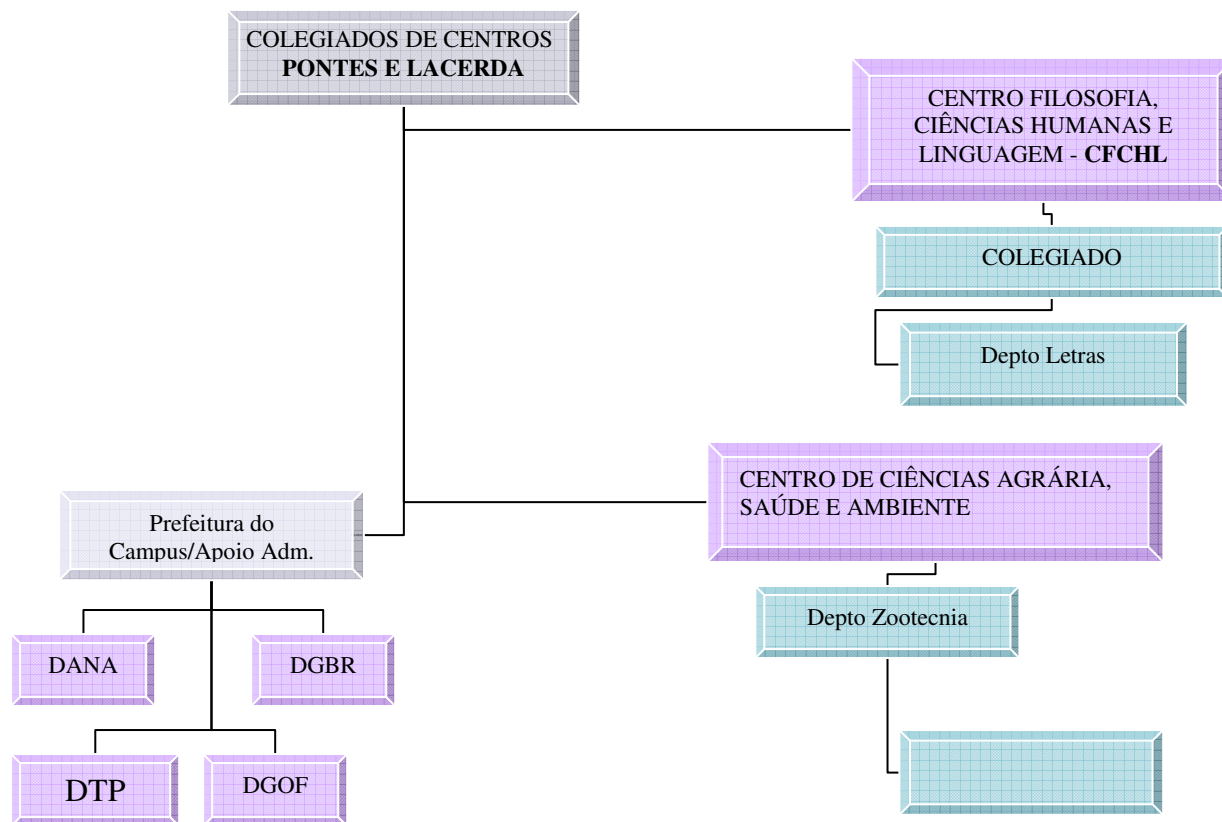 COLEGIADOS DE CENTROS
PONTES E LACERDA
CENTRO FILOSOFIA,
CIÊNCIAS HUMANAS E
LINGUAGEM - CFCHL
COLEGIADO
Depto Letras
CENTRO DE CIÊNCIAS AGRÁRIA,
SAÚDE E AMBIENTE
Prefeitura do
Campus/Apoio Adm.
Depto Zootecnia
DANA
DGBR
DTP
DGOF